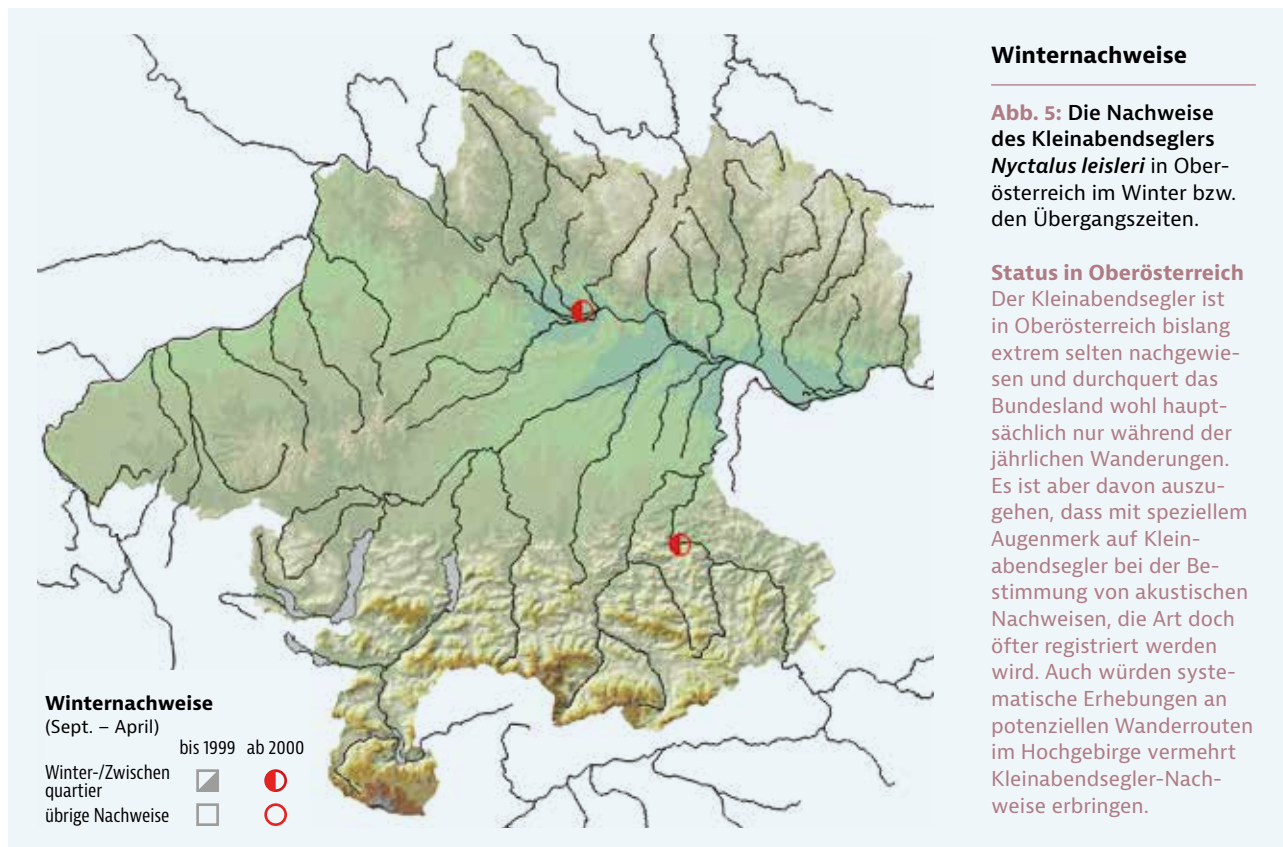 Winternachweise
Abb. 5: Die Nachweise
des Kleinabendseglers
Nyctalus leisleri in Ober-
österreich im Winter bzw.
den Übergangszeiten.
Status in Oberösterreich
Der Kleinabendsegler ist
in Oberösterreich bislang
extrem selten nachgewie-
sen und durchquert das
Bundesland wohl haupt-
sächlich nur während der
jährlichen Wanderungen.
Es ist aber davon auszu-
gehen, dass mit speziellem
Augenmerk auf Klein-
abendsegler bei der Be-
stimmung von akustischen
Nachweisen, die Art doch
öfter registriert werden
wird. Auch würden syste-
matische Erhebungen an
potenziellen Wanderrouten
im Hochgebirge vermehrt
Kleinabendsegler-Nach-
weise erbringen.
Winternachweise
(Sept. – April)
bis 1999 ab 2000
Winter-/Zwischen
quartier
übrige Nachweise